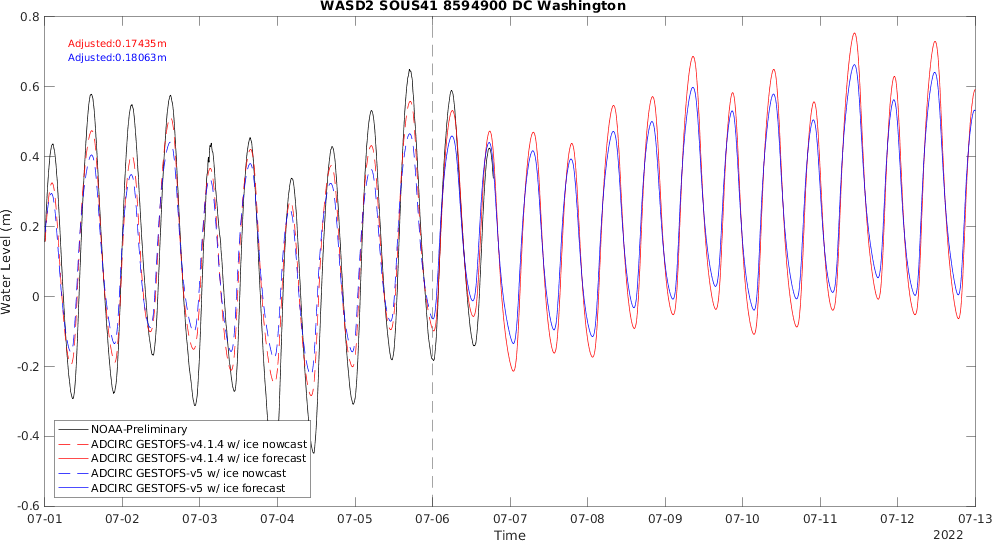 WASD2 SOUS41 8594900 DC Washington
Adjusted:0.17435m
Adjusted:0.18063m
Water Level (m)
0.8
0.6
0.4
0.2
0
-0.2
-0.4
-0.6
NOAA-Preliminary
ADCIRC GESTOFS-v4.1.4 w/ ice nowcast
ADCIRC GESTOFS-v4.1.4 w/ ice forecast
ADCIRC GESTOFS-v5 w/ ice nowcast
ADCIRC GESTOFS-v5 w/ ice forecast
07-01 07-02 07-03 07-04 07-05 07-06 07-07 07-08 07-09 07-10 07-11 07-12 07-13
Time
2022